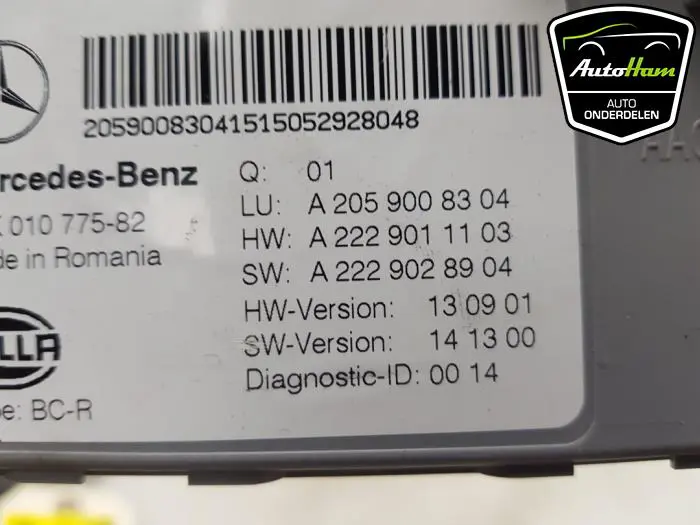 AutoHam
AUTO
ONDERDELEN
20590083041515052928048
rcedes-Benz
010 775-82
de in Romania
LLA
e: BC-R
Q: 01
LU: A 205 900 83 04
HW: A 222 901 11 03
SW: A 222 902 89 04
HW-Version: 13 09 01
SW-Version: 14 13 00
Diagnostic-ID: 00 14